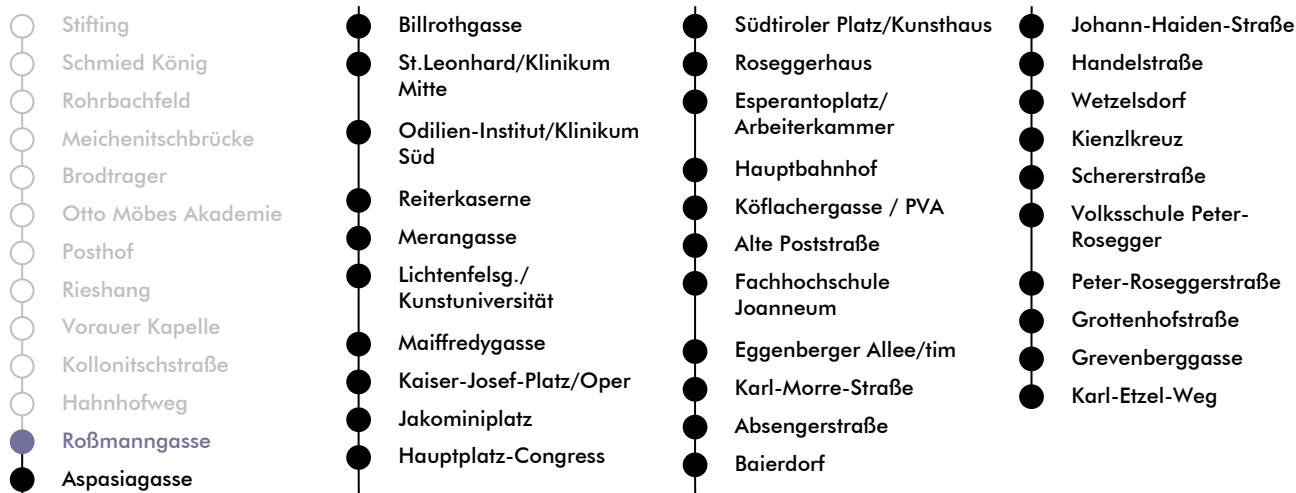 Stifting
Schmied König
Rohrbachfeld
Meichenitschbrücke
Brodtrager
Otto Möbes Akademie
Posthof
Rieshang
Vorauer Kapelle
Kollonitschstraße
Hahnhofweg
Roßmanngasse
Aspasiagasse
Billrothgasse
St.Leonhard/Klinikum
Mitte
Odilien-Institut/Klinikum
Süd
Reiterkaserne
Merangasse
Lichtenfelsg./
Kunstuniversität
Maiffredygasse
Kaiser-Josef-Platz/Oper
Jakominiplatz
Hauptplatz-Congress
Südtiroler Platz/Kunsthaus
Roseggerhaus
Esperantoplatz/
Arbeiterkammer
Hauptbahnhof
Köflachergasse / PVA
Alte Poststraße
Fachhochschule
Joanneum
Eggenberger Allee/tim
Karl-Morre-Straße
Absengerstraße
Baierdorf
Johann-Haiden-Straße
Handelstraße
Wetzelsdorf
Kienzlkreuz
Schererstraße
Volksschule Peter-
Rosegger
Peter-Roseggerstraße
Grottenhofstraße
Grevenberggasse
Karl-Etzel-Weg